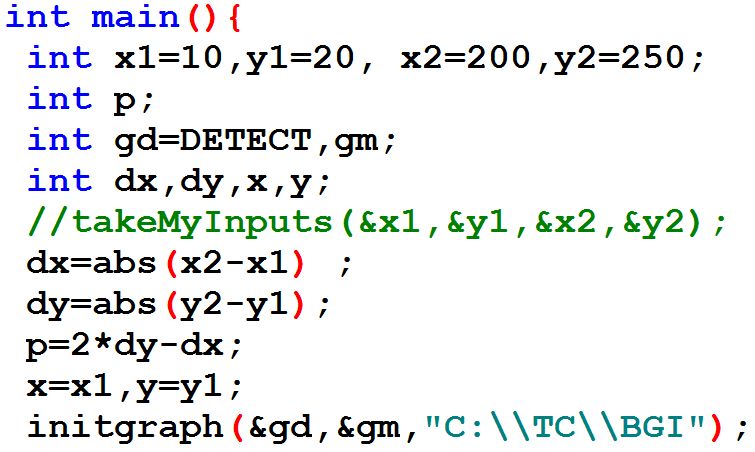 int main(){
int x1=10,y1=20, x2=200,y2=250;
int p;
int gd=DETECT,gm;
int dx,dy,x,y;
//takeMyInputs(&x1,&y1,&x2,&y2);
dx=abs(x2-x1) ;
dy=abs(y2-y1);
p=2*dy-dx;
x=x1,y=y1;
initgraph(&gd,&gm,"C:\\TC\\BGI");